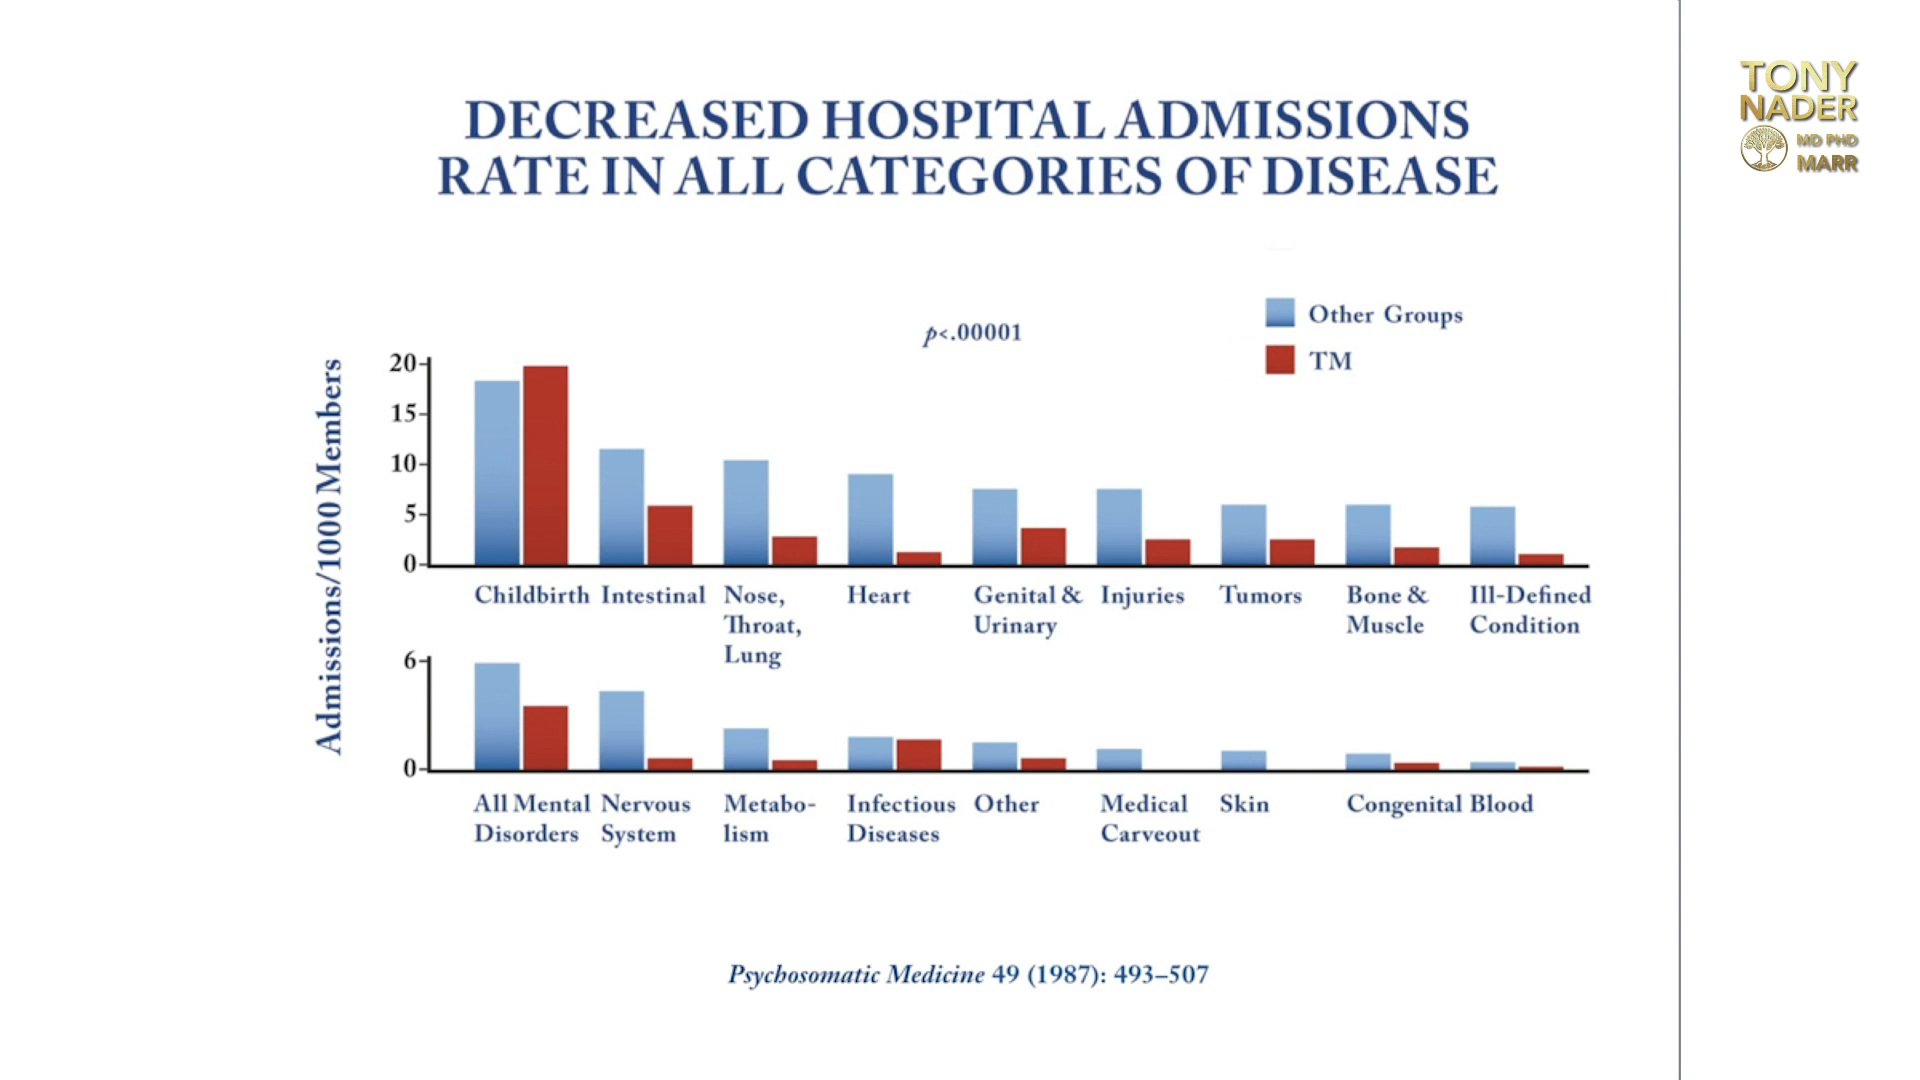 DECREASED HOSPITAL ADMISSIONS
RATE IN ALL CATEGORIES OF DISEASE
TONY
NADER
MD PHD
MARR
p<.00001
Other Groups
TM
Admissions/1000 Members
20
15
10
5
0
Childbirth Intestinal Nose, Heart Genital & Injuries Tumors Bone & Ill-Defined
Throat, Urinary Muscle Condition
Lung
6
0
All Mental Nervous Metabo- Infectious Other Medical Skin Congenital Blood
Disorders System lism Diseases Carveout
Psychosomatic Medicine 49 (1987): 493–507